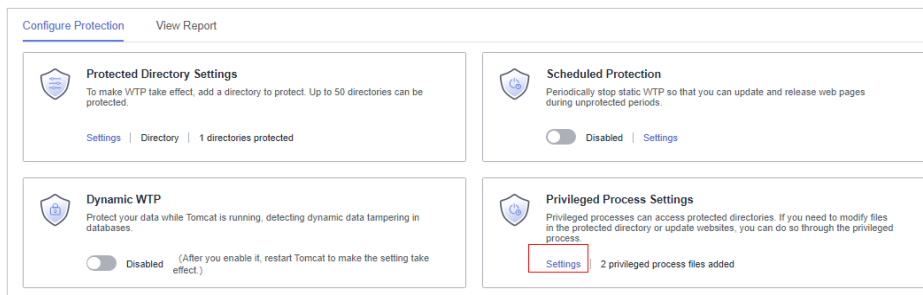 Configure Protection
View Report
Protected Directory Settings
To make WTP take effect, add a directory to protect. Up to 50 directories can be
protected.
Settings | Directory | 1 directories protected
Scheduled Protection
Periodically stop static WTP so that you can update and release web pages
during unprotected periods.
Disabled | Settings
Dynamic WTP
Protect your data while Tomcat is running, detecting dynamic data tampering in
databases.
Disabled (After you enable it, restart Tomcat to make the setting take
effect.)
Privileged Process Settings
Privileged processes can access protected directories. If you need to modify files
in the protected directory or update websites, you can do so through the privileged
process.
Settings | 2 privileged process files added